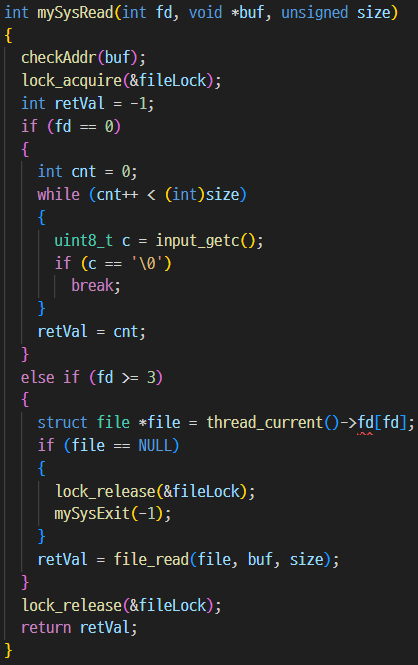 int mySysRead(int fd, void *buf, unsigned size)
{
  checkAddr(buf);
  lock_acquire(&fileLock);
  int retVal = -1;
  if (fd == 0)
  {
    int cnt = 0;
    while (cnt++ < (int)size)
    {
      uint8_t c = input_getc();
      if (c == '\0')
        break;
    }
    retVal = cnt;
  }
  else if (fd >= 3)
  {
    struct file *file = thread_current()->fd[fd];
    if (file == NULL)
    {
      lock_release(&fileLock);
      mySysExit(-1);
    }
    retVal = file_read(file, buf, size);
  }
  lock_release(&fileLock);
  return retVal;
}